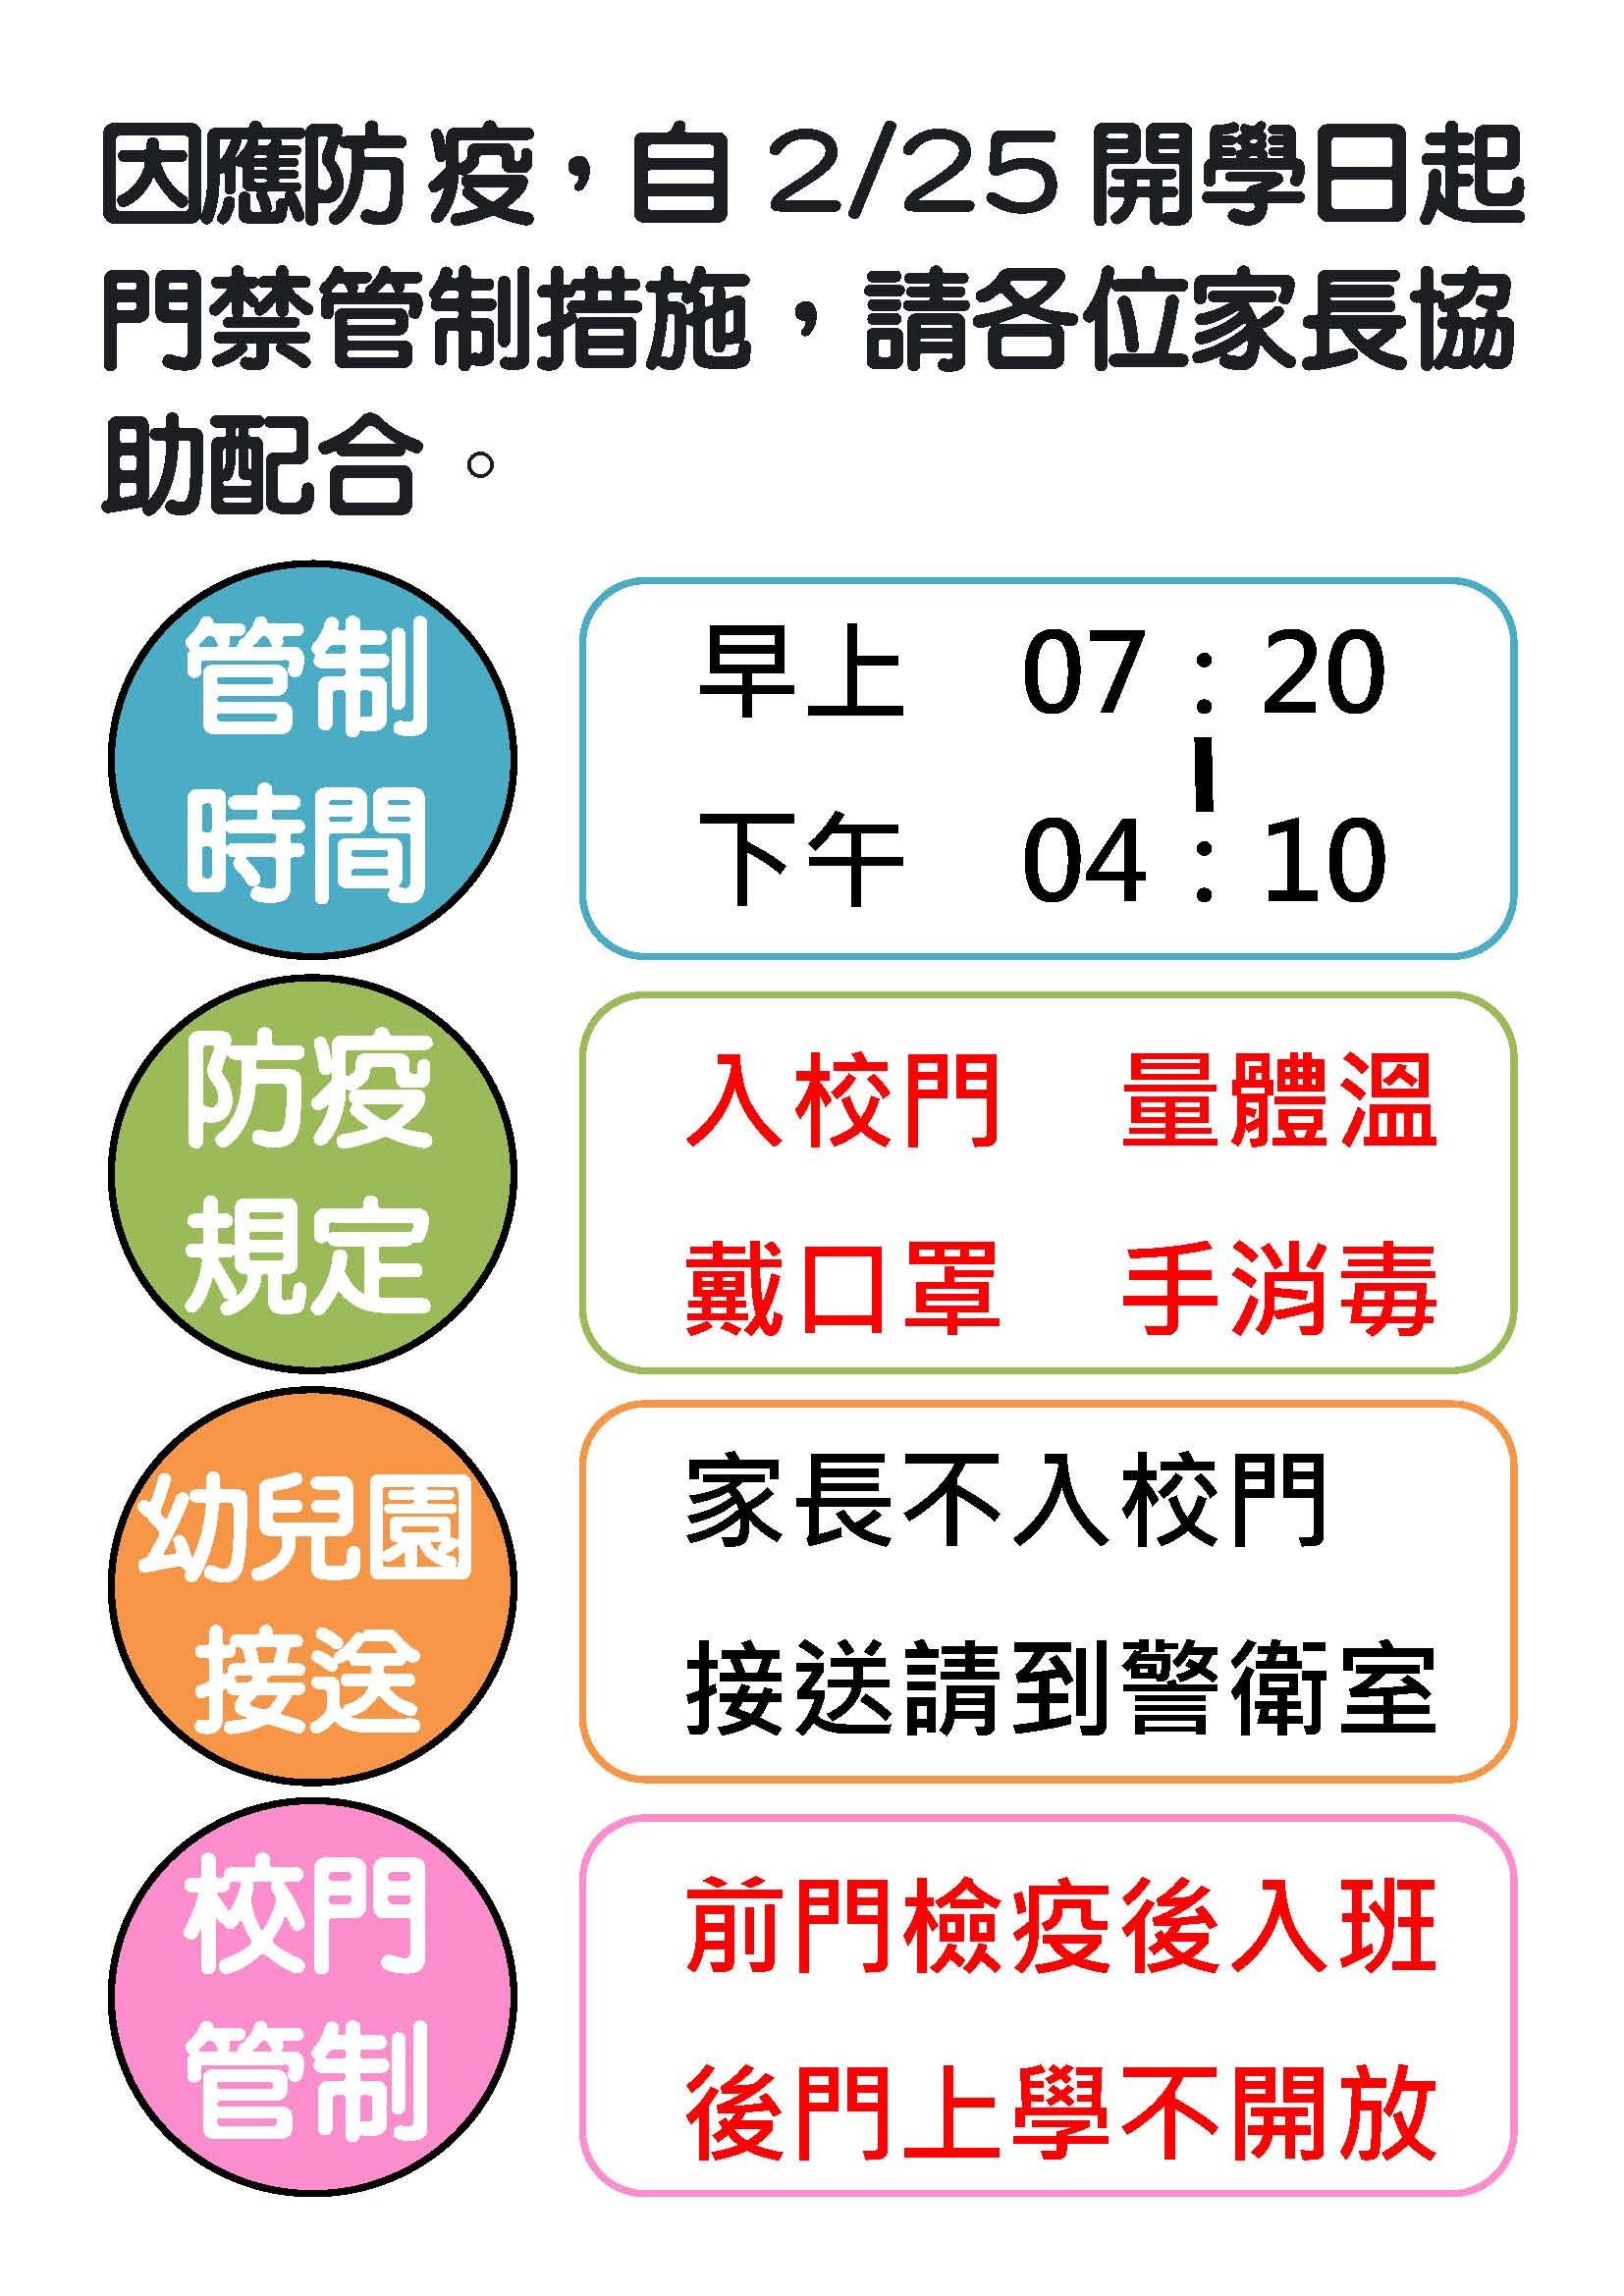 因應防疫，自 2/25 開學日起
門禁管制措施，請各位家長協
助配合。
管制
時間
早上 07：20
|
下午 04：10
防疫
規定
入校門 量體溫
戴口罩 手消毒
幼兒園
接送
家長不入校門
接送請到警衛室
校門
管制
前門檢疫後入班
後門上學不開放